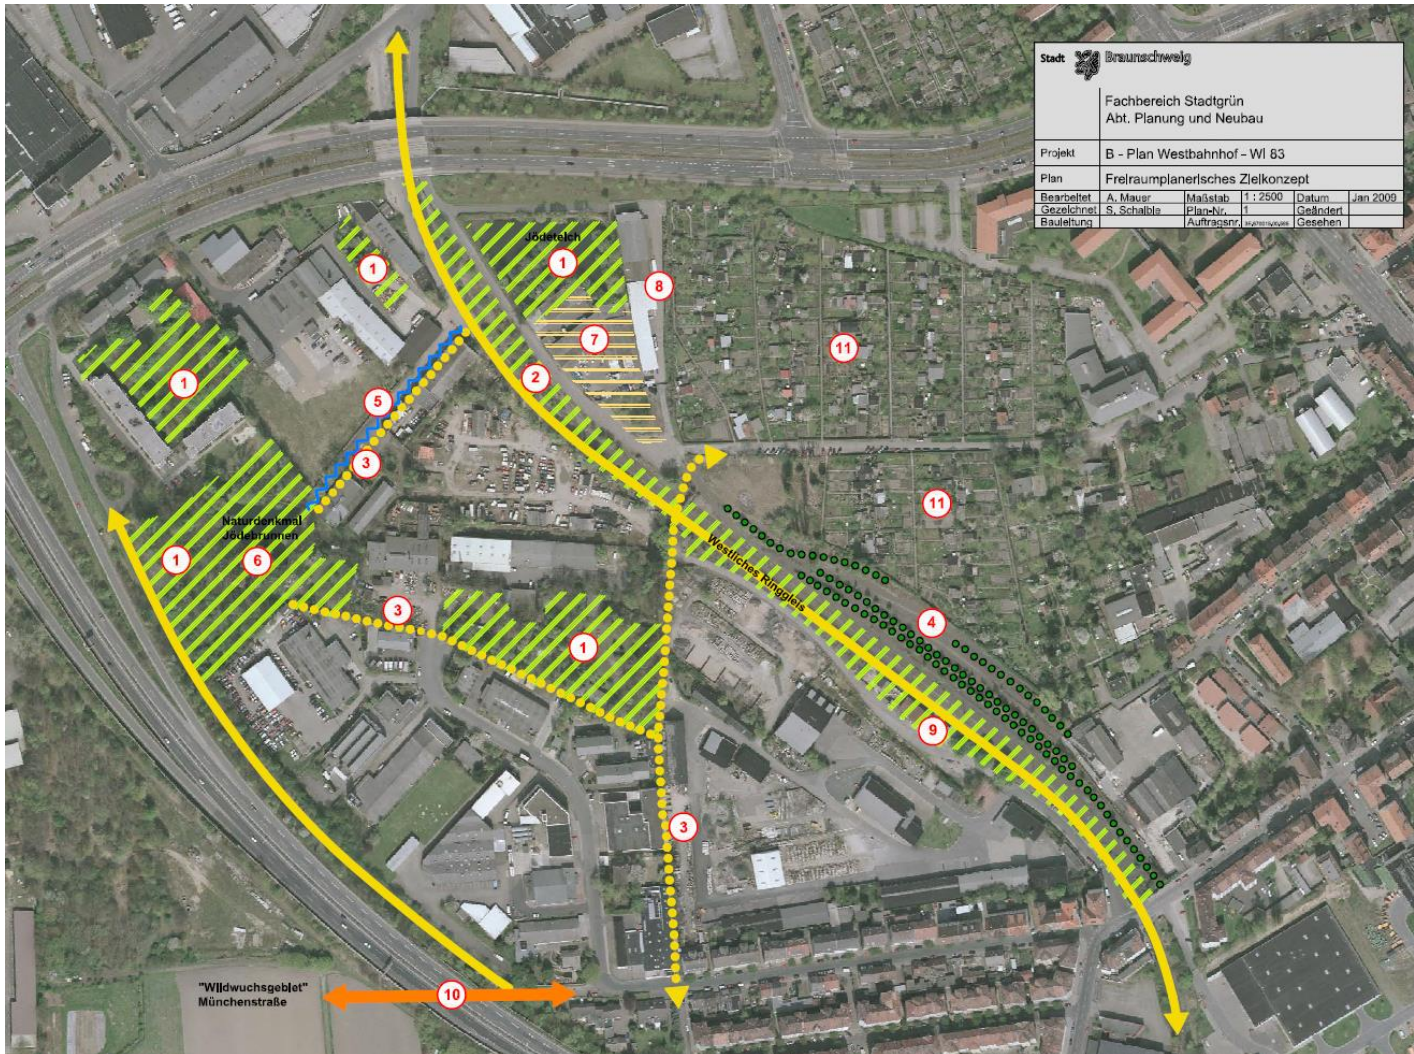 Stadt Braunschweig
Fachbereich Stadtgrün
Abt. Planung und Neubau
Projekt B - Plan Westbahnhof - WI 83
Plan Freiraumplanerisches Zielkonzept
Bearbeitet A. Mauer Maßstab 1 : 2500 Datum Jan 2009
Gezeichnet S. Schaible Plan-Nr. 1 Geändert
Bauleitung Auftragsnr. Gesehen
Jödeteich
1
1
8
7
11
2
1
5
3
11
Naturdenkmal
Jödebrunnen
1
6
Westliches Ringgleis
3
4
1
9
3
"Wildwuchsgebiet"
Münchenstraße
10